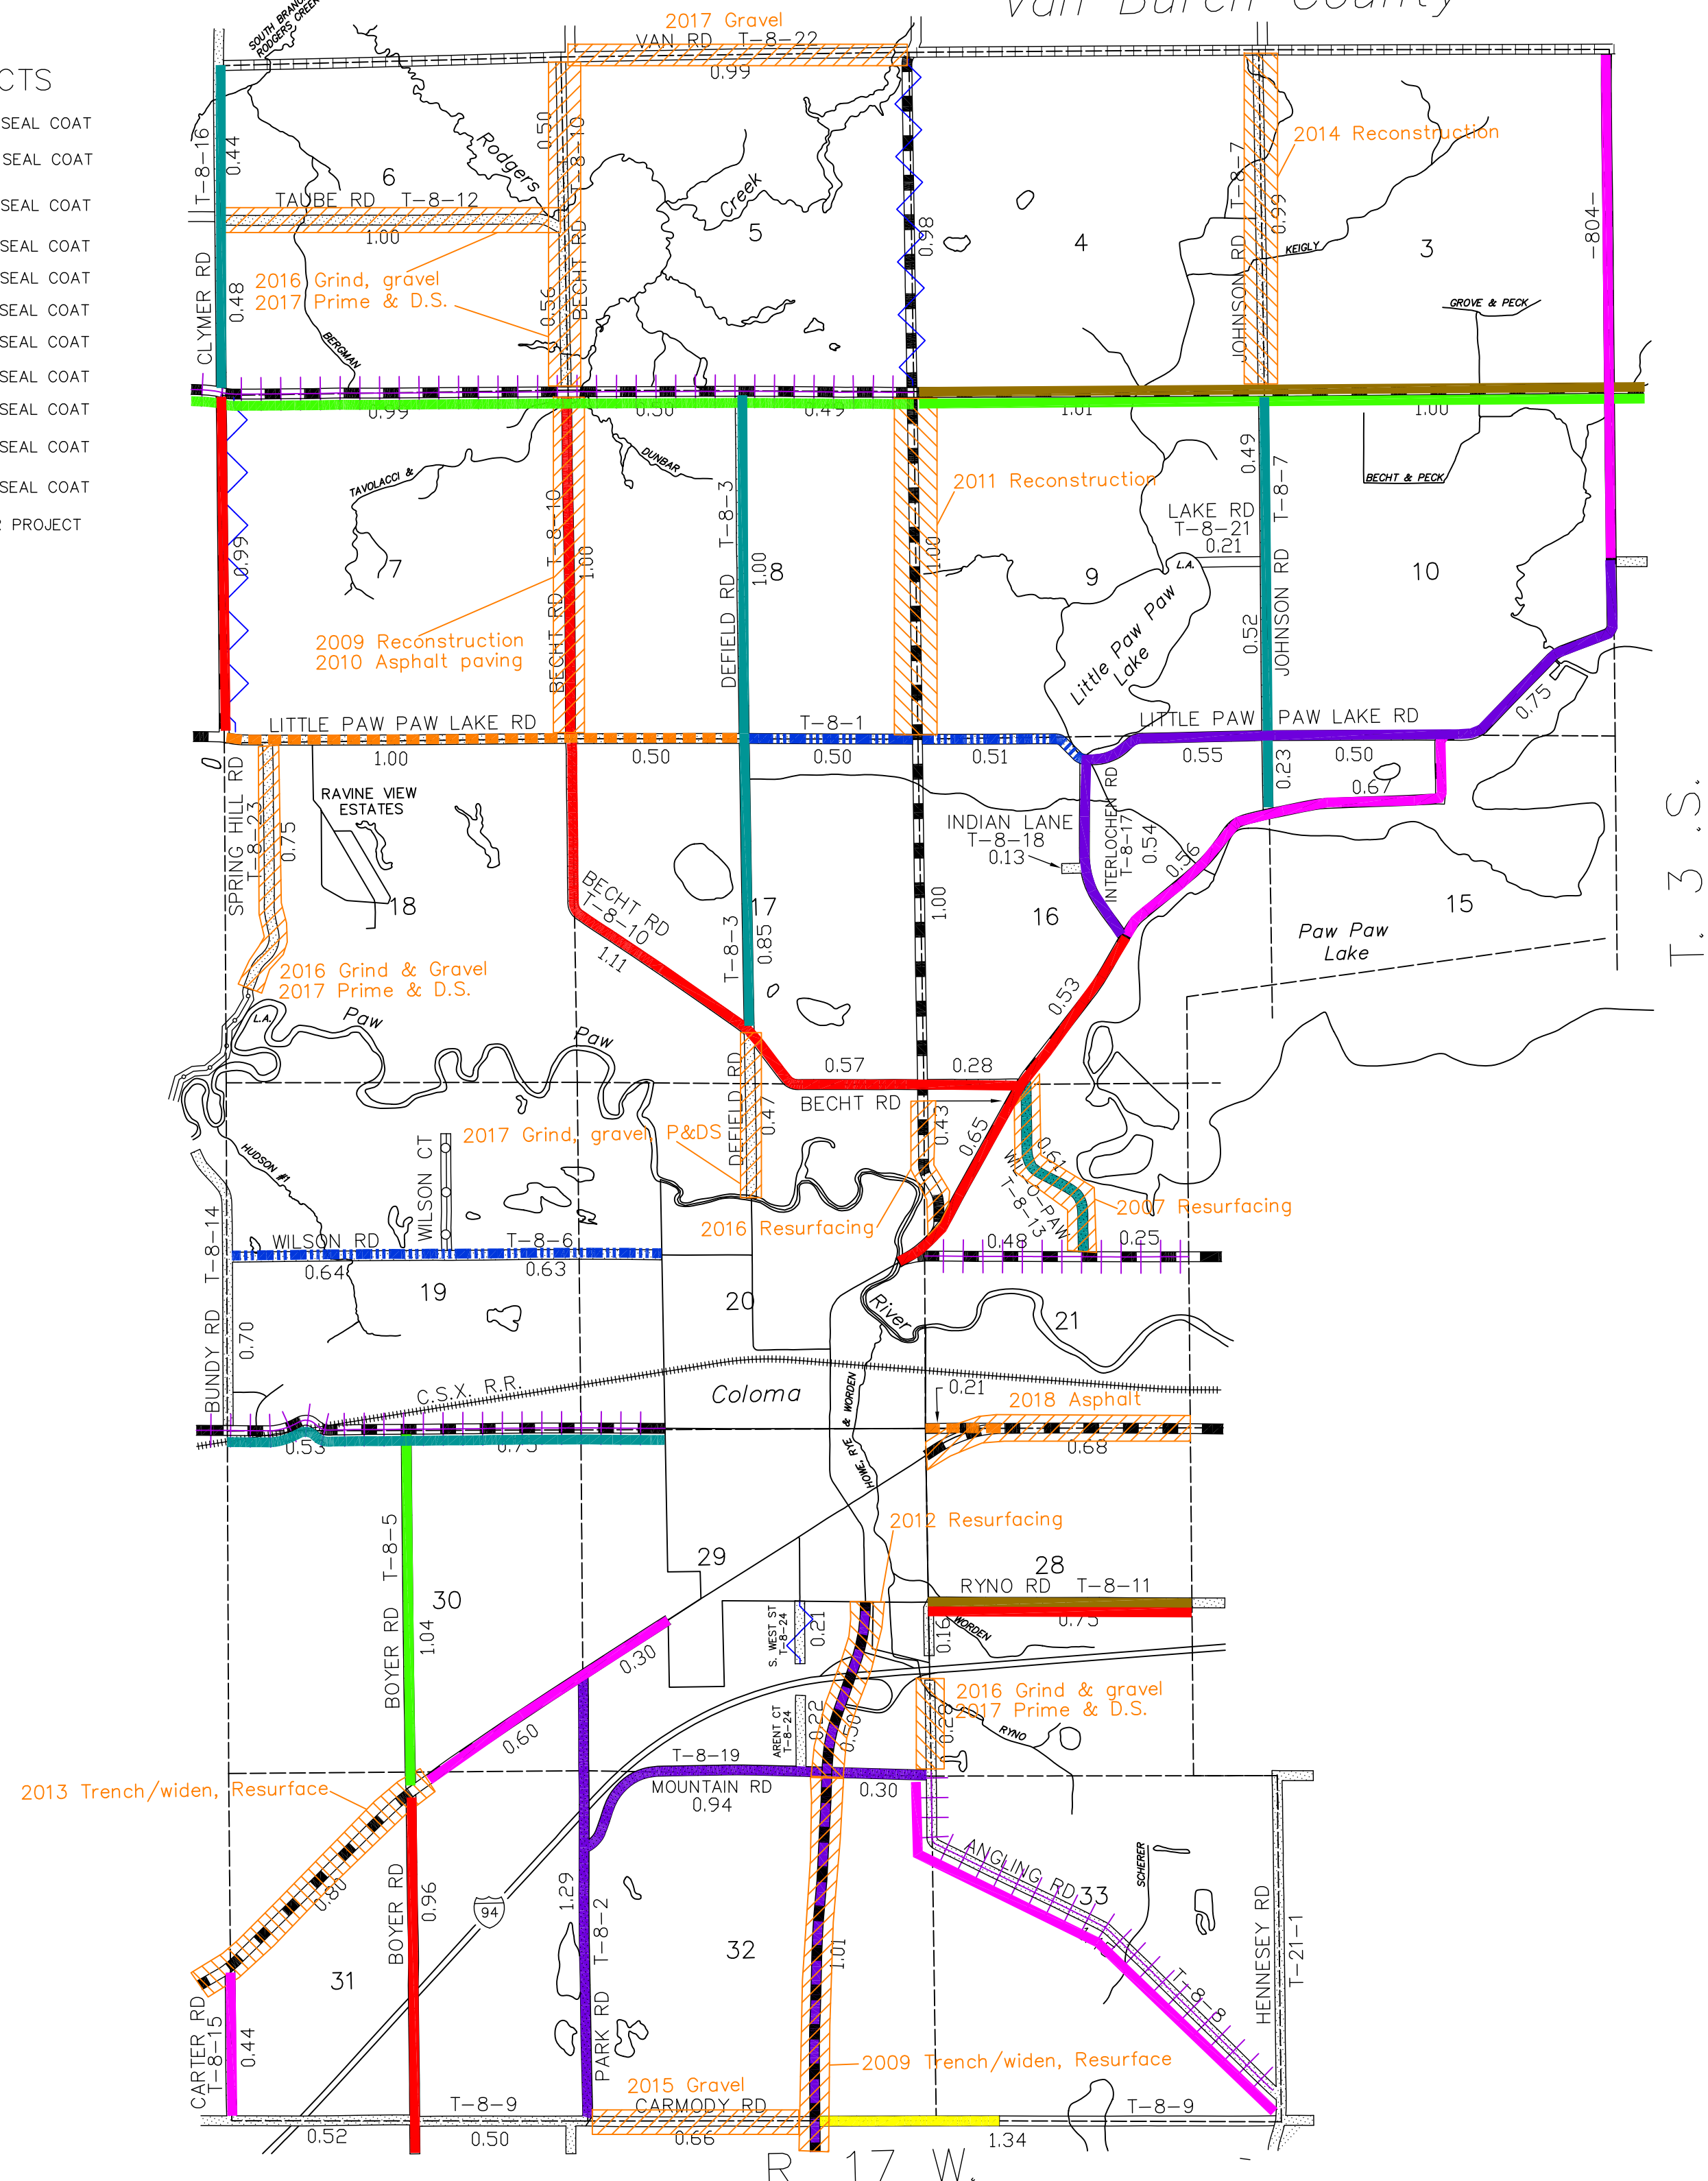 Van Buren County
CTS
SEAL COAT
SEAL COAT
SEAL COAT
SEAL COAT
SEAL COAT
SEAL COAT
SEAL COAT
SEAL COAT
SEAL COAT
SEAL COAT
SEAL COAT
PROJECT
SOUTH BRANCH
RODGERS CREEK
2017 Gravel
VAN RD T-8-22
0.99
T-8-16
0.44
CLYMER RD
0.48
6
TAUBE RD T-8-12
1.00
Rodgers
Creek
0.50
0.56
BECHT RD T-8-10
2016 Grind, gravel
2017 Prime & D.S.
BERGMAN
5
0.98
4
2014 Reconstruction
T-8-7
JOHNSON RD
0.99
KEIGLY
3
-804-
GROVE & PECK
0.99
0.50
0.49
1.01
1.00
0.99
TAVOLACCI &
DUNBAR
7
BECHT RD T-8-10
1.00
2009 Reconstruction
2010 Asphalt paving
DEFIELD RD T-8-3
1.00
8
2011 Reconstruction
1.00
9
LAKE RD
T-8-21
0.21
L.A.
Little Paw Paw
Lake
0.49
0.52
JOHNSON RD T-8-7
BECHT & PECK
10
0.75
LITTLE PAW PAW LAKE RD
T-8-1
LITTLE PAW PAW LAKE RD
1.00
0.50
0.50
0.51
0.55
0.50
0.23
0.67
SPRING HILL RD
T-8-23
0.75
RAVINE VIEW
ESTATES
18
BECHT RD
T-8-10
1.11
17
T-8-3
0.85
1.00
INDIAN LANE
T-8-18
0.13
INTERLOCHEN RD
T-8-17
0.54
0.56
16
15
Paw Paw
Lake
T. 3 .S.
2016 Grind & Gravel
2017 Prime & D.S.
L.A.
Paw
Paw
0.53
0.57
0.28
BECHT RD
DEFIELD RD
0.47
0.43
0.65
0.61
WIL-O-PAW
T-8-13
2017 Grind, gravel, P&DS
2016 Resurfacing
2007 Resurfacing
HUDSON #1
WILSON CT
WILSON RD
T-8-6
0.64
0.63
0.48
0.25
BUNDY RD T-8-14
0.70
19
20
River
21
C.S.X. R.R.
Coloma
HOWE, RYE & WORDEN
0.21
2018 Asphalt
0.68
0.53
0.75
2012 Resurfacing
BOYER RD T-8-5
1.04
30
29
28
RYNO RD T-8-11
0.75
S. WEST ST
T-8-24
0.21
0.16
WORDEN
0.30
0.60
ARENT CT
T-8-24
0.22
0.50
2016 Grind & gravel
2017 Prime & D.S.
0.28
RYNO
T-8-19
MOUNTAIN RD
0.94
0.30
2013 Trench/widen, Resurface
0.80
BOYER RD
0.96
94
1.29
PARK RD T-8-2
32
1.01
ANGLING RD
33
T-8-8
SCHERER
HENNESEY RD
T-21-1
31
CARTER RD
T-8-15
0.44
2009 Trench/widen, Resurface
2015 Gravel
CARMODY RD
0.66
T-8-9
0.52
0.50
T-8-9
1.34
R 17 W.